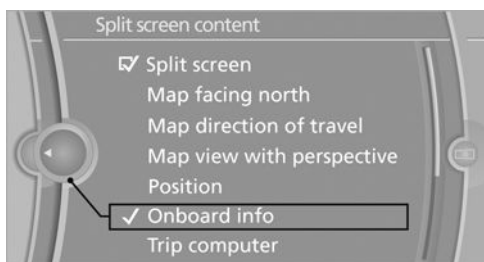 Split screen content
Split screen
Map facing north
Map direction of travel
Map view with perspective
Position
Onboard info
Trip computer